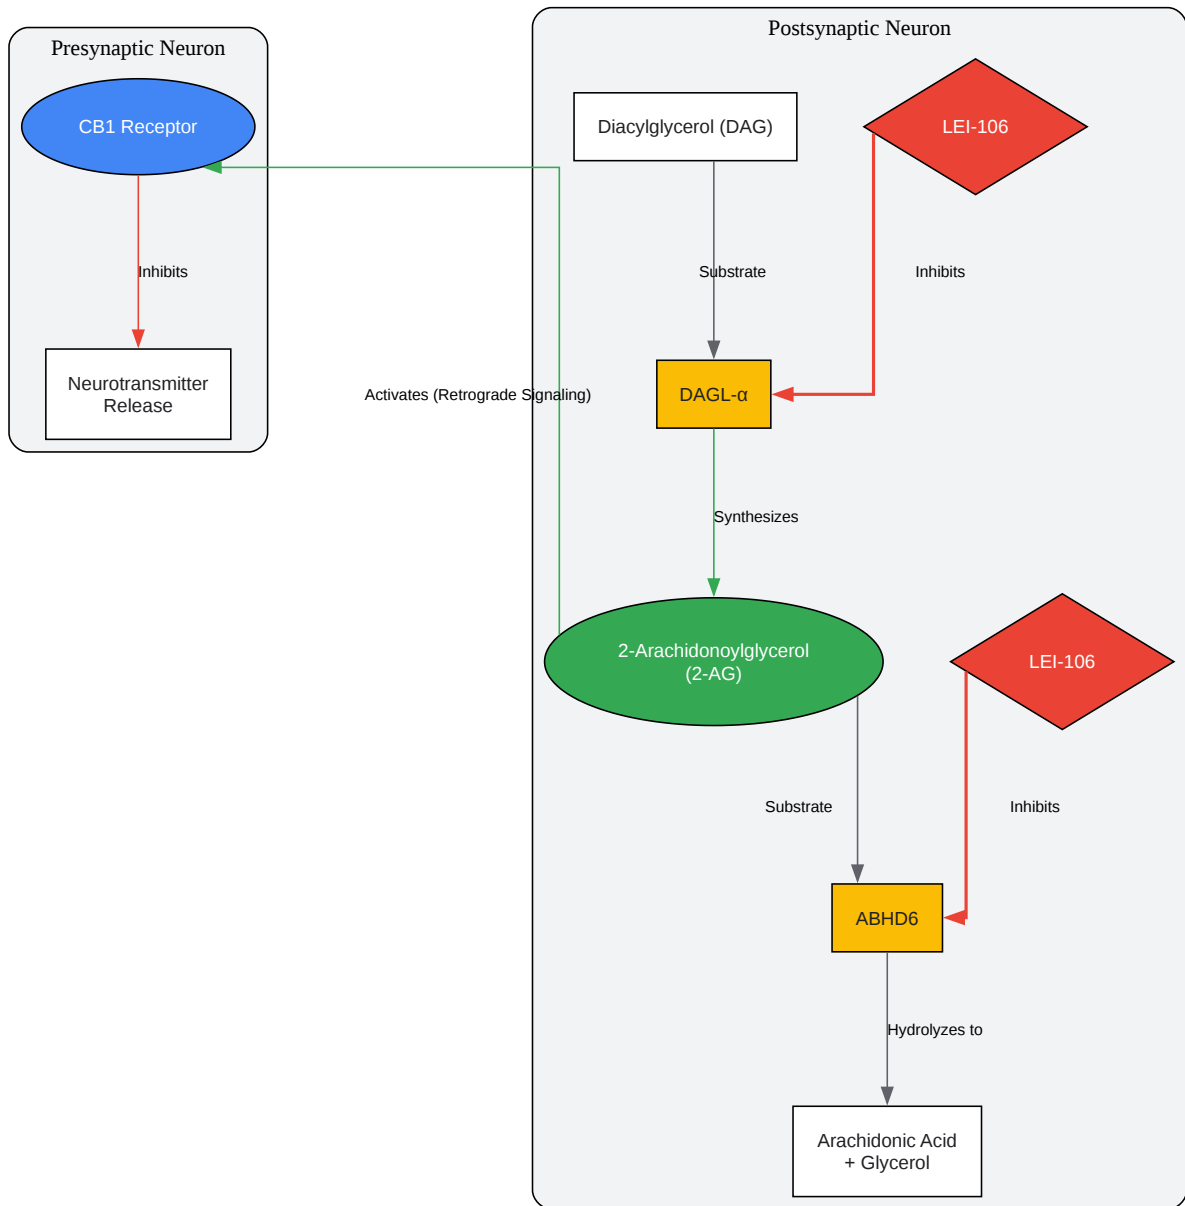 Presynaptic Neuron
CB1 Receptor
Inhibits
Neurotransmitter
Release
Activates (Retrograde Signaling)
Postsynaptic Neuron
Diacylglycerol (DAG)
LEI-106
Substrate
Inhibits
DAGL-α
Synthesizes
2-Arachidonoylglycerol
(2-AG)
LEI-106
Substrate
Inhibits
ABHD6
Hydrolyzes to
Arachidonic Acid
+ Glycerol